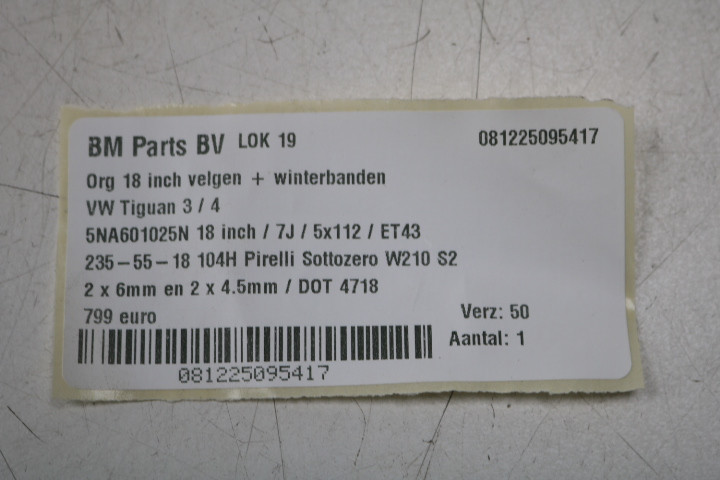 BM Parts BV LOK 19 081225095417
Org 18 inch velgen + winterbanden
VW Tiguan 3 / 4
5NA601025N 18 inch / 7J / 5x112 / ET43
235-55-18 104H Pirelli Sottozero W210 S2
2 x 6mm en 2 x 4.5mm / DOT 4718
799 euro Verz: 50
Aantal: 1
081225095417